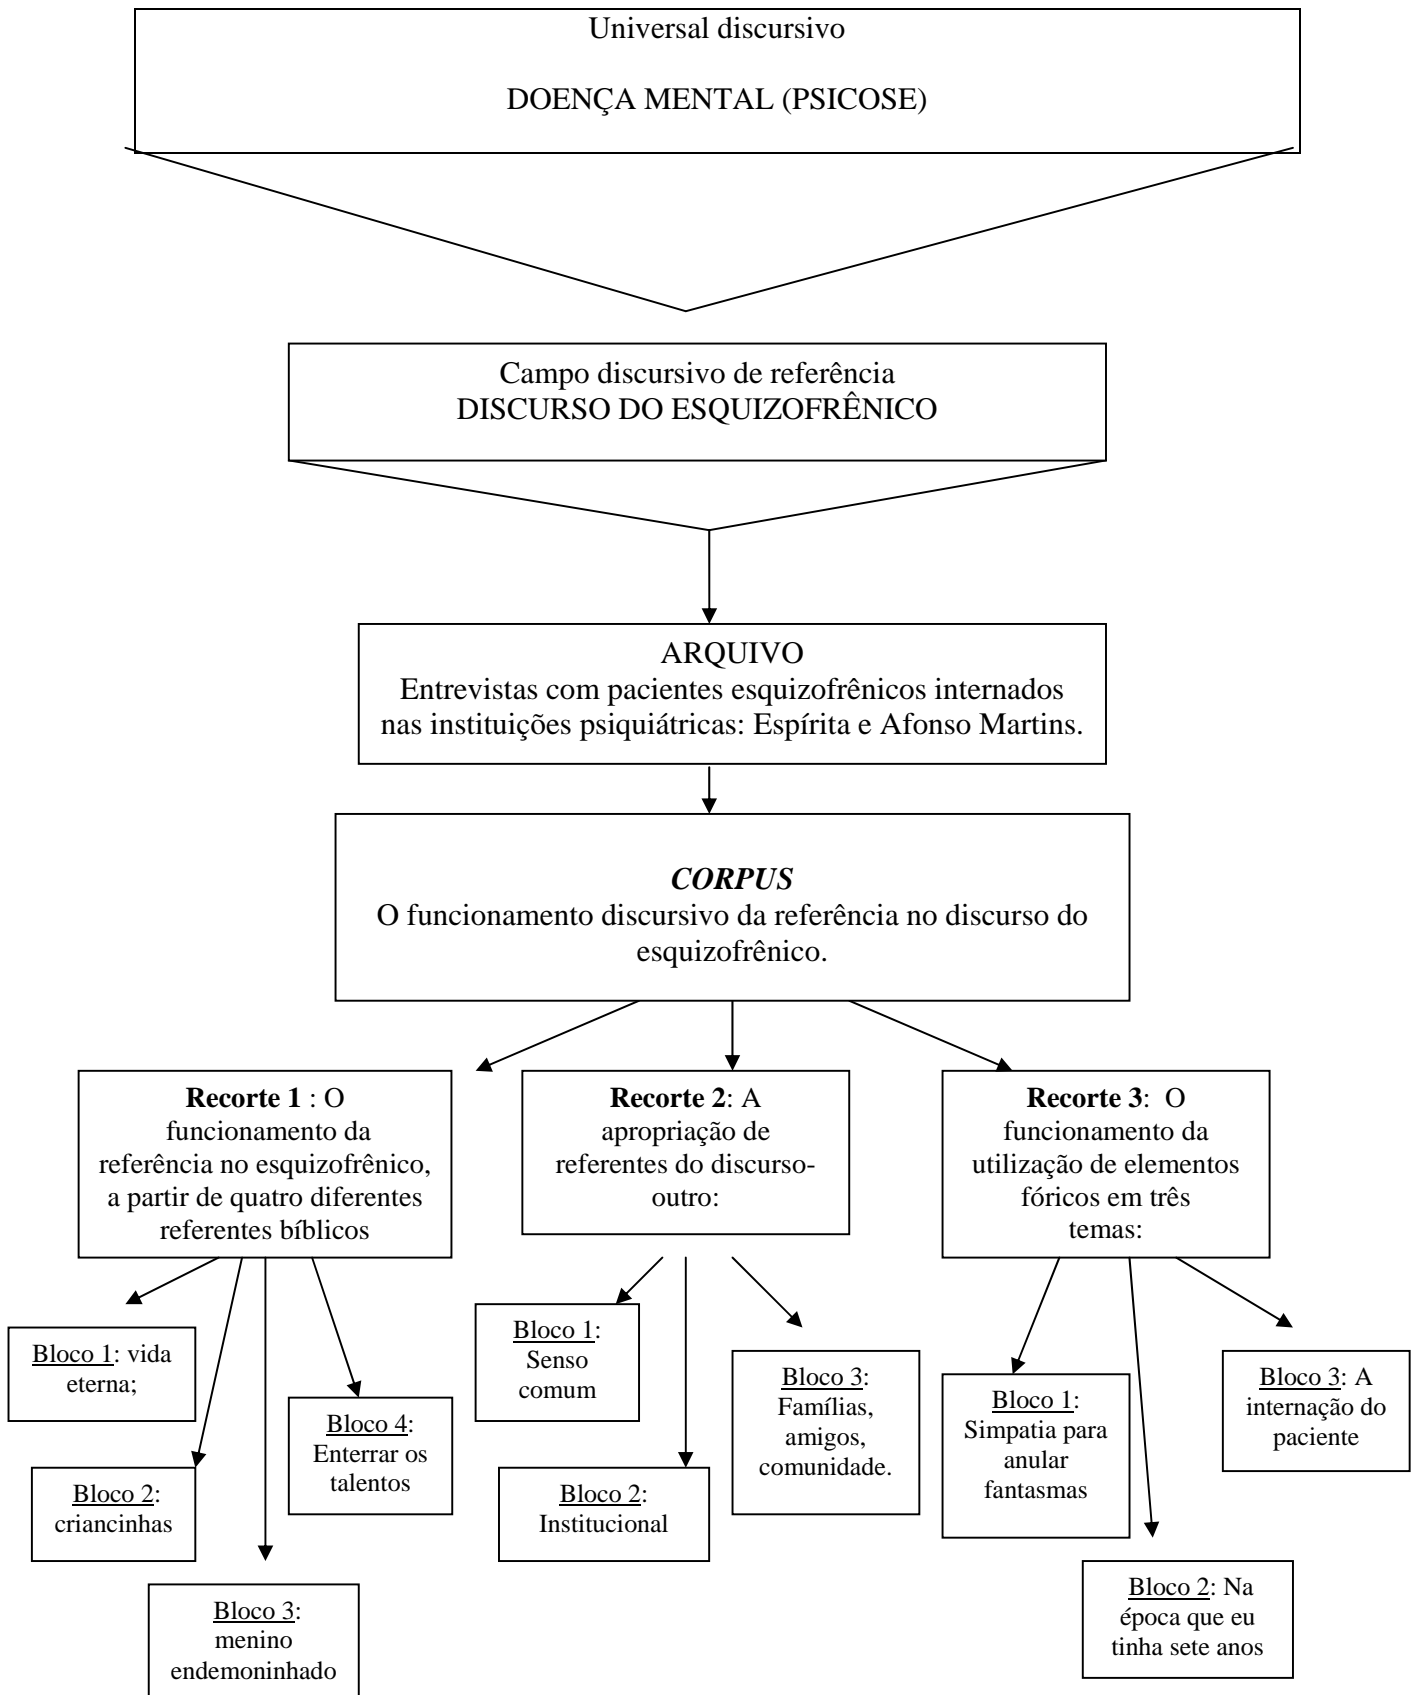 Universal discursivo
DOENÇA MENTAL (PSICOSE)
Campo discursivo de referência
DISCURSO DO ESQUIZOFRÊNICO
ARQUIVO
Entrevistas com pacientes esquizofrênicos internados
nas instituições psiquiátricas: Espírita e Afonso Martins.
CORPUS
O funcionamento discursivo da referência no discurso do
esquizofrênico.
Recorte 1 : O
funcionamento da
referência no esquizofrênico,
a partir de quatro diferentes
referentes bíblicos
Recorte 2: A
apropriação de
referentes do discurso-
outro:
Recorte 3:  O
funcionamento da
utilização de elementos
fóricos em três
temas:
Bloco 1: vida
eterna;
Bloco 2:
criancinhas
Bloco 3:
menino
endemoninhado
Bloco 4:
Enterrar os
talentos
Bloco 1:
Senso
comum
Bloco 2:
Institucional
Bloco 3:
Famílias,
amigos,
comunidade.
Bloco 1:
Simpatia para
anular
fantasmas
Bloco 2: Na
época que eu
tinha sete anos
Bloco 3: A
internação do
paciente